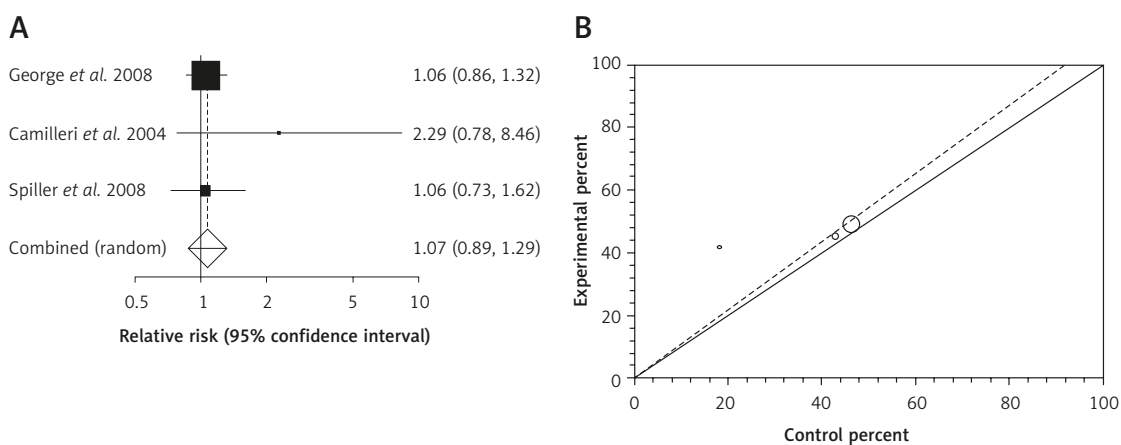 A
George et al. 2008 1.06 (0.86, 1.32)
Camilleri et al. 2004 2.29 (0.78, 8.46)
Spiller et al. 2008 1.06 (0.73, 1.62)
Combined (random) 1.07 (0.89, 1.29)
0.5 1 2 5 10
Relative risk (95% confidence interval)
B
Experimental percent
100
80
60
40
20
0
0 20 40 60 80 100
Control percent